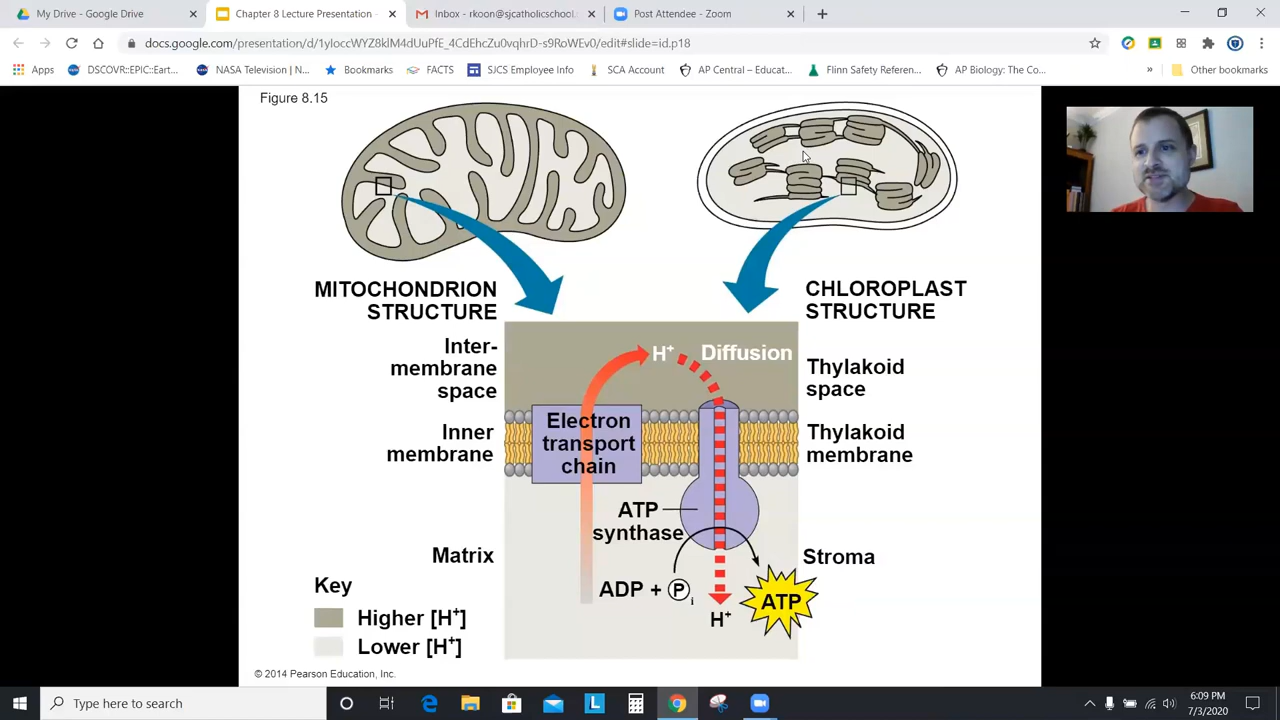 My Drive - Google Drive
Chapter 8 Lecture Presentation -
Inbox - rkoon@sjcatholicschool.
Post Attendee - Zoom
docs.google.com/presentation/d/
/edit#slide=id.p18
Apps
DSCOVR::EPIC::Eart...
NASA Television | N...
Bookmarks
FACTS
SJCS Employee Info
SCA Account
AP Central – Educat...
Flinn Safety Referen...
AP Biology: The Co...
»
Other bookmarks
Figure 8.15
MITOCHONDRION
STRUCTURE
CHLOROPLAST
STRUCTURE
Inter-
membrane
space
H+
Diffusion
Thylakoid
space
Inner
membrane
Electron
transport
chain
Thylakoid
membrane
ATP
synthase
Matrix
Stroma
Key
ADP + P i
ATP
Higher [H+]
H+
Lower [H+]
© 2014 Pearson Education, Inc.
Type here to search
6:09 PM
7/3/2020